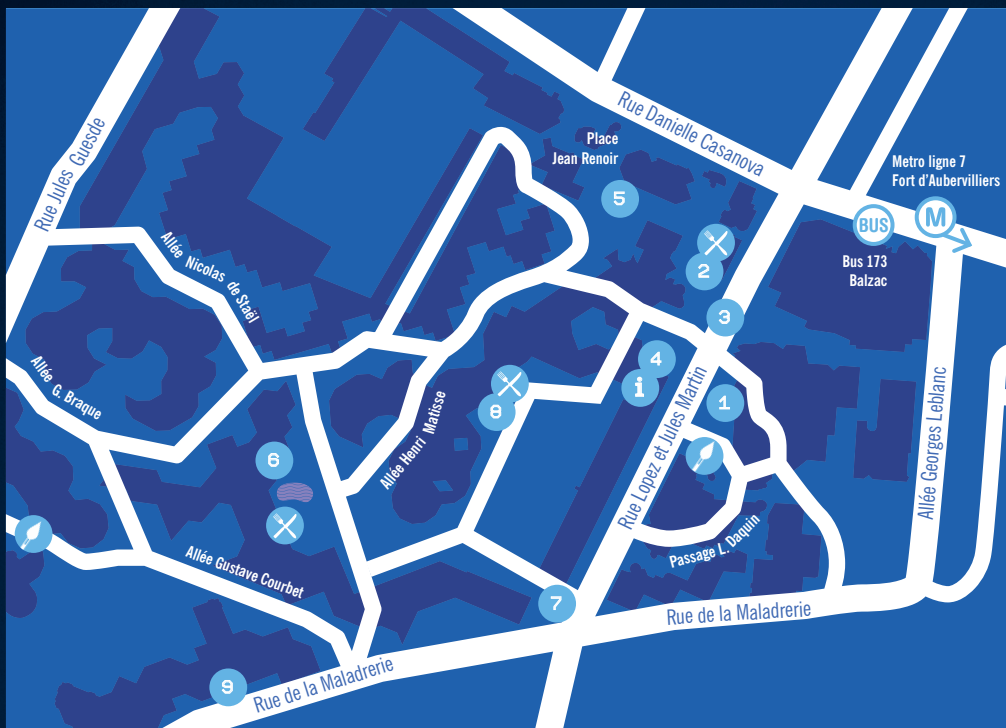 Rue Jules Guesde
Rue Danielle Casanova
Place
Jean Renoir
Metro ligne 7
Fort d'Aubervilliers
5
M
BUS
Bus 173
Balzac
2
Allée Nicolas de Staël
3
4
i
1
Allée G. Braque
8
Allée Henri Matisse
Rue Lopez et Jules Martin
Allée Georges Leblanc
6
Passage L. Daquin
Allée Gustave Courbet
7
Rue de la Maladrerie
9
Rue de la Maladrerie